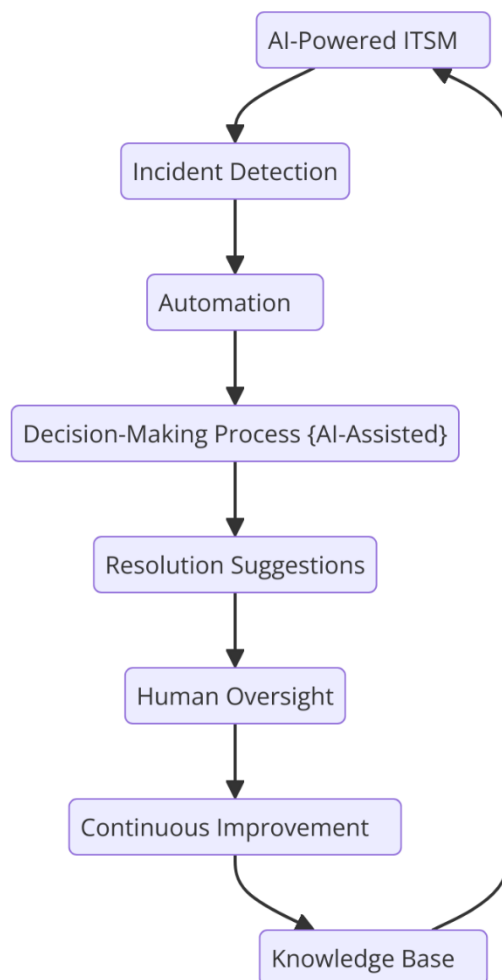 AI-Powered ITSM
Incident Detection
Automation
Decision-Making Process {AI-Assisted}
Resolution Suggestions
Human Oversight
Continuous Improvement
Knowledge Base